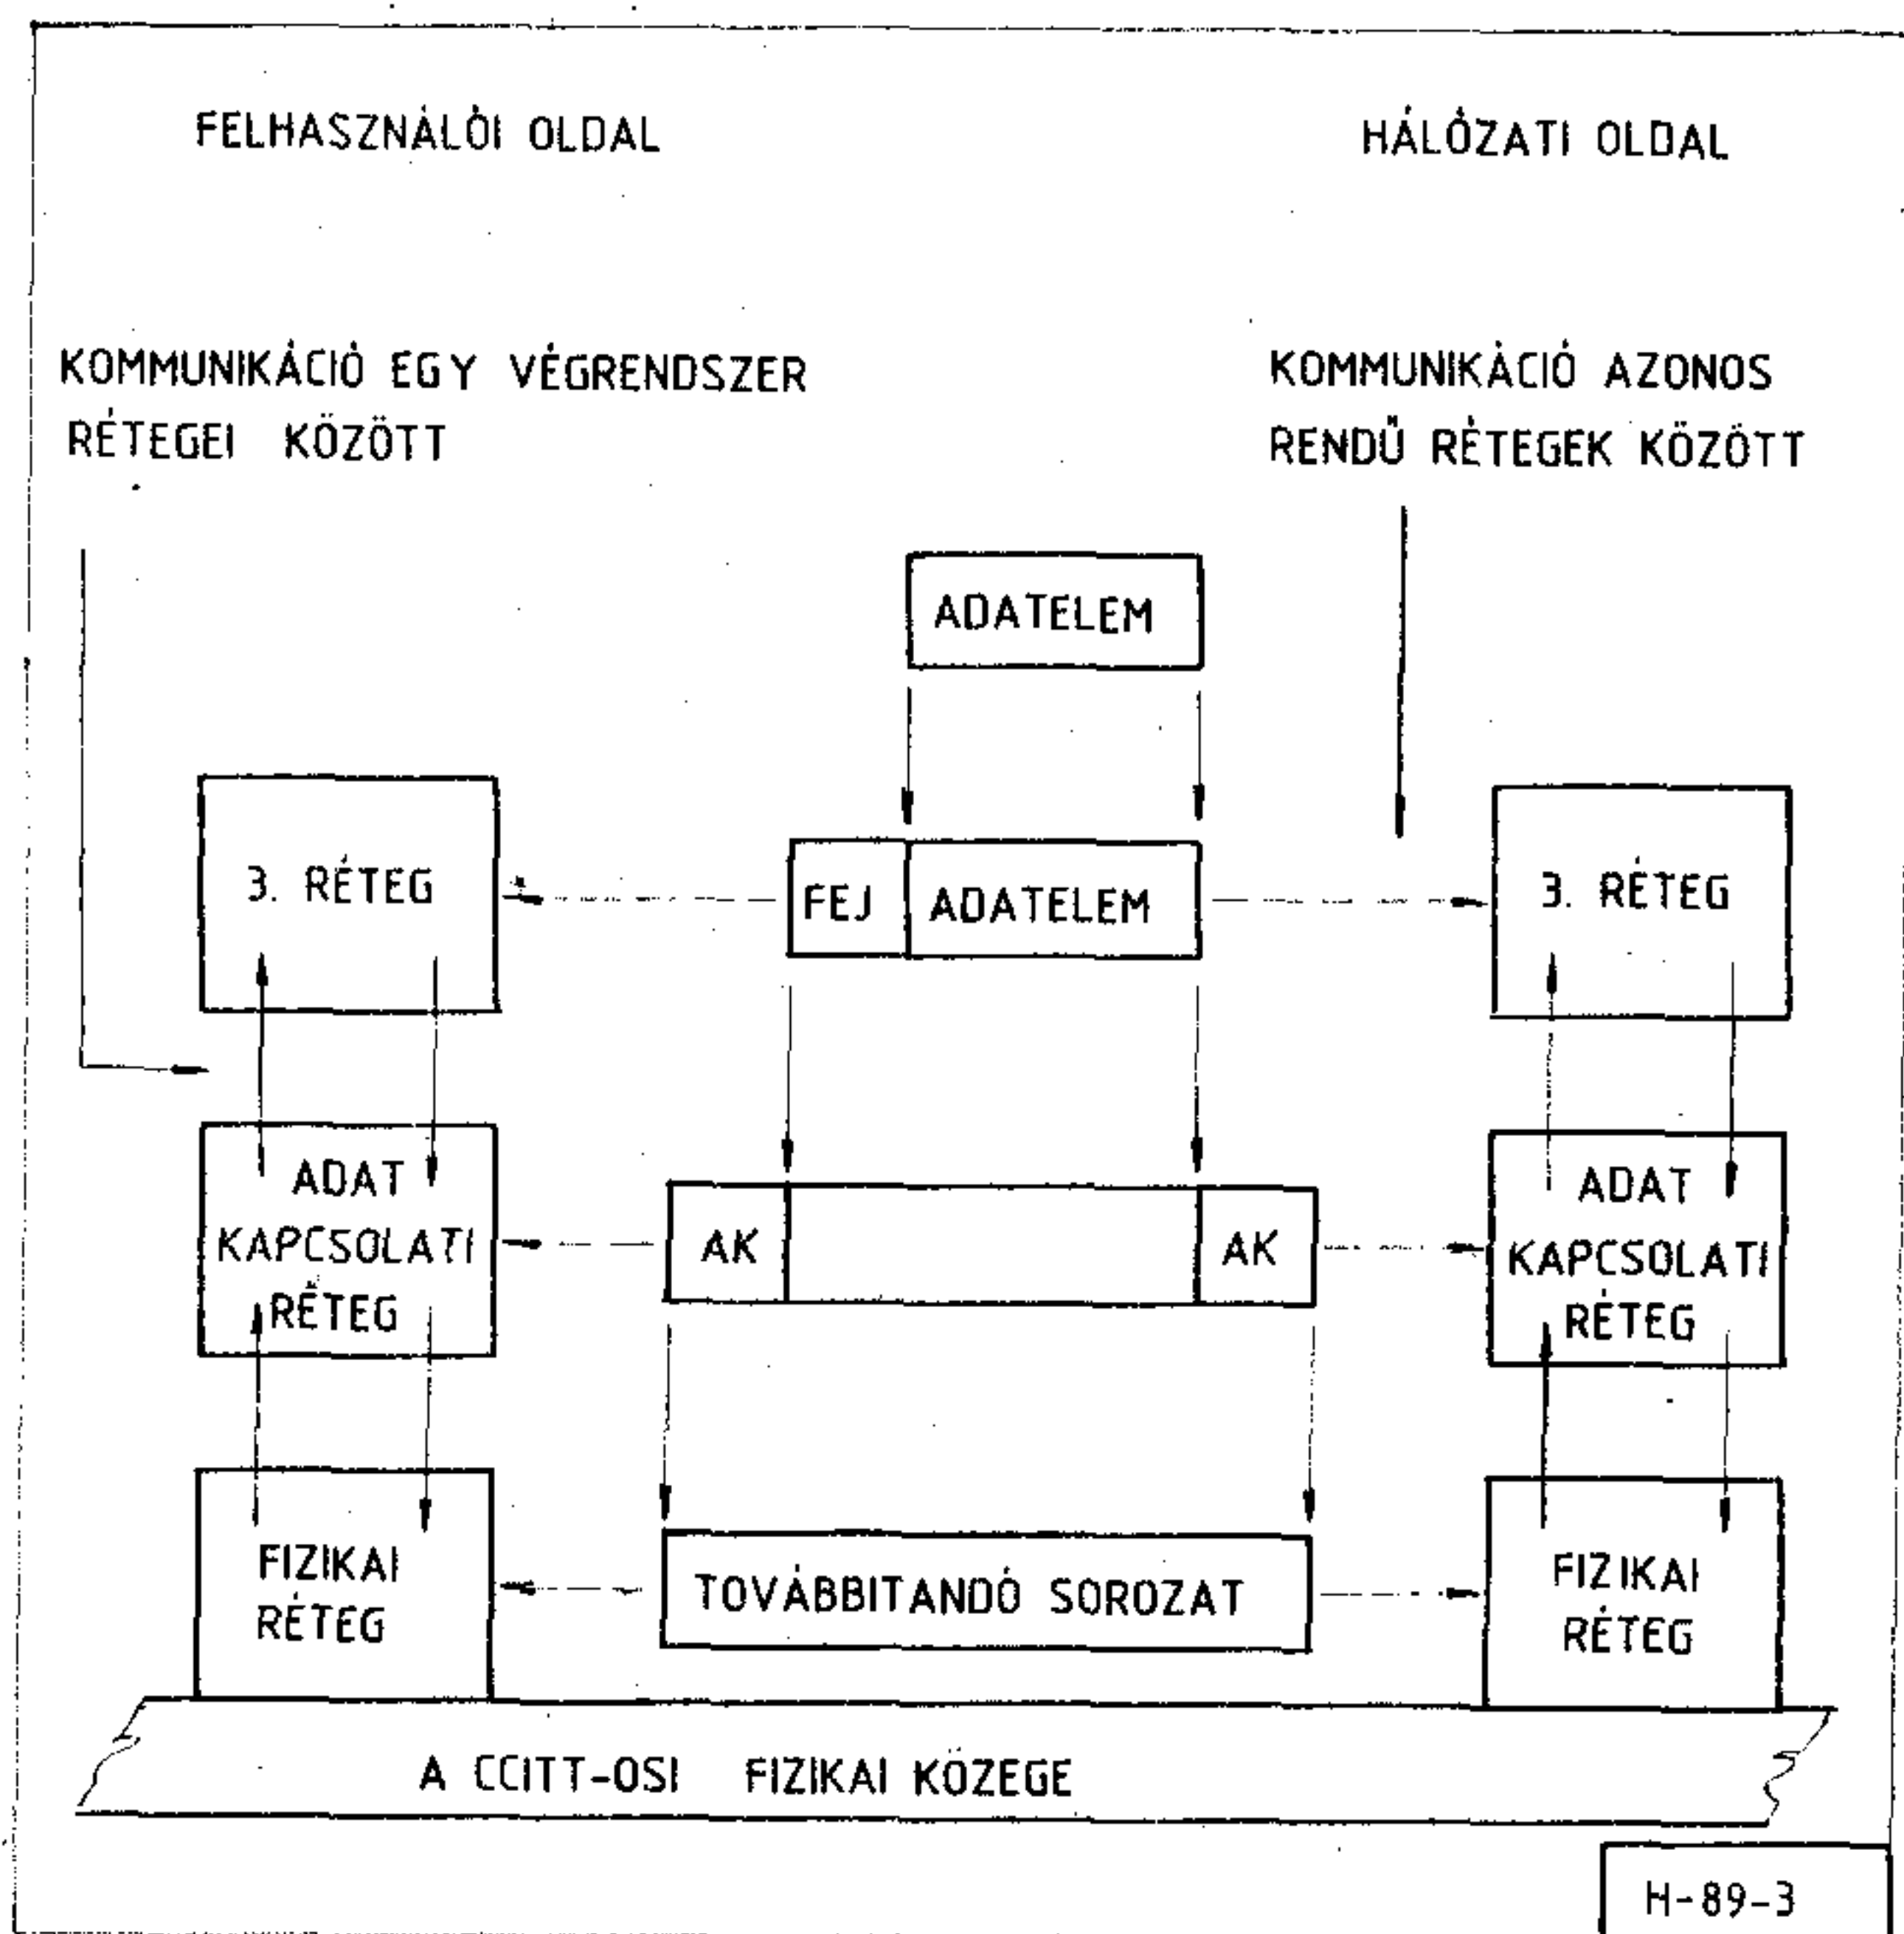 FELHASZNÁLÓI OLDAL
HÁLÓZATI OLDAL
KOMMUNIKÁCIÓ EGY VÉGRENDSZER
RÉTEGEI KÖZÖTT
KOMMUNIKÁCIÓ AZONOS
RENDŰ RÉTEGEK KÖZÖTT
ADATELEM
3. RÉTEG
FEJ
ADATELEM
3. RÉTEG
ADAT
KAPCSOLATI
RÉTEG
AK
AK
ADAT
KAPCSOLATI
RÉTEG
FIZIKAI
RÉTEG
TOVÁBBITANDÓ SOROZAT
FIZIKAI
RÉTEG
A CCITT-OSI FIZIKAI KÖZEGE
H-89-3